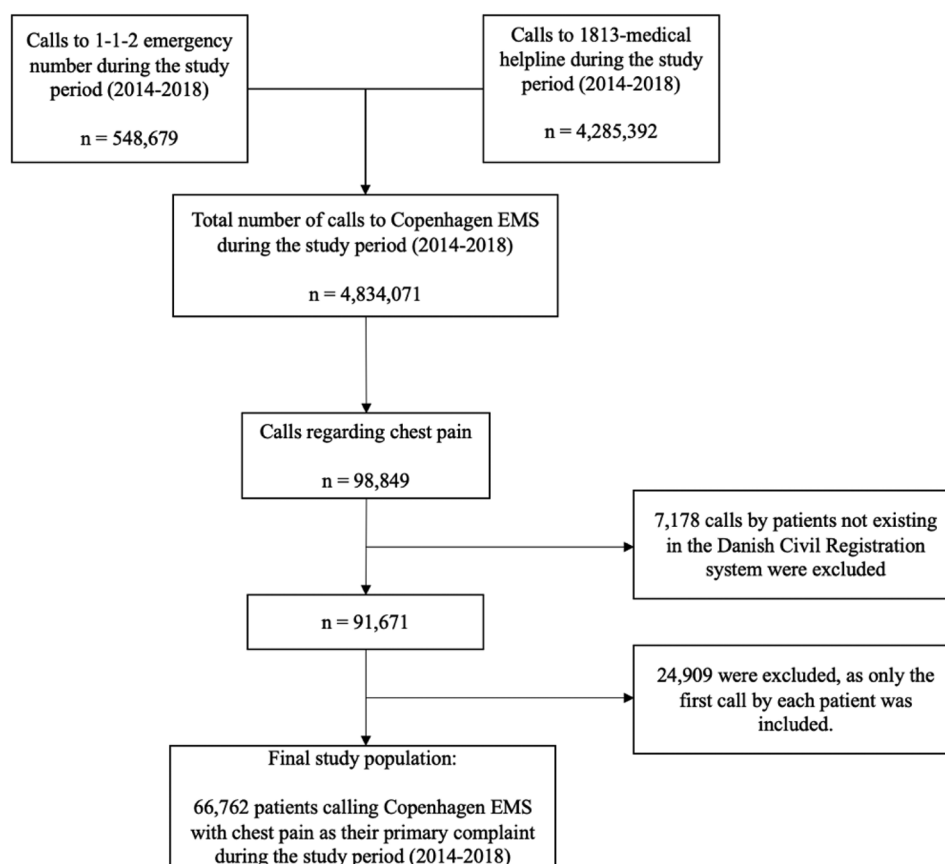 Calls to 1-1-2 emergency
number during the study
period (2014-2018)
n = 548,679
Calls to 1813-medical
helpline during the study
period (2014-2018)
n = 4,285,392
Total number of calls to Copenhagen EMS
during the study period (2014-2018)
n = 4,834,071
Calls regarding chest pain
n = 98,849
7,178 calls by patients not existing
in the Danish Civil Registration
system were excluded
n = 91,671
24,909 were excluded, as only the
first call by each patient was
included.
Final study population:
66,762 patients calling Copenhagen EMS
with chest pain as their primary complaint
during the study period (2014-2018)